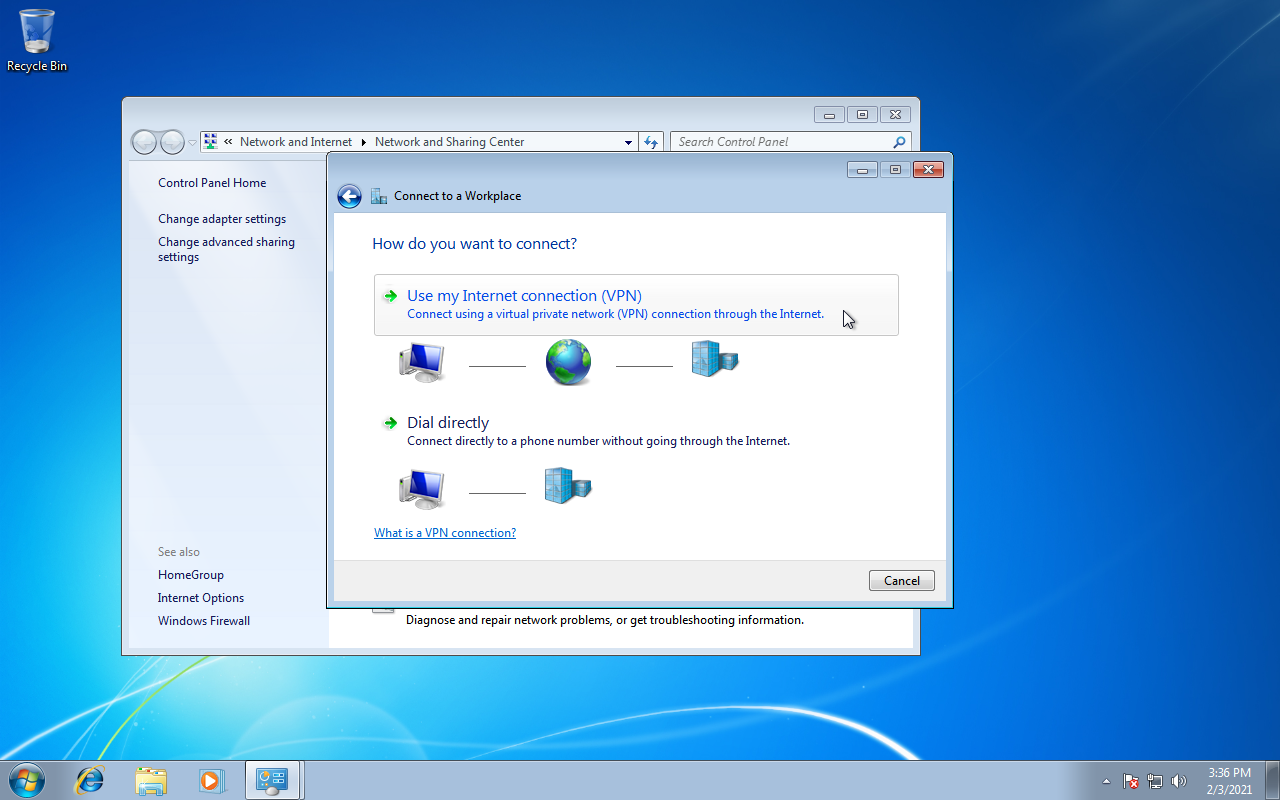 Recycle Bin
« Network and Internet Network and Sharing Center
Search Control Panel
Control Panel Home
Change adapter settings
Change advanced sharing
settings
See also
HomeGroup
Internet Options
Windows Firewall
Connect to a Workplace
How do you want to connect?
Use my Internet connection (VPN)
Connect using a virtual private network (VPN) connection through the Internet.
Dial directly
Connect directly to a phone number without going through the Internet.
What is a VPN connection?
Cancel
Diagnose and repair network problems, or get troubleshooting information.
3:36 PM
2/3/2021